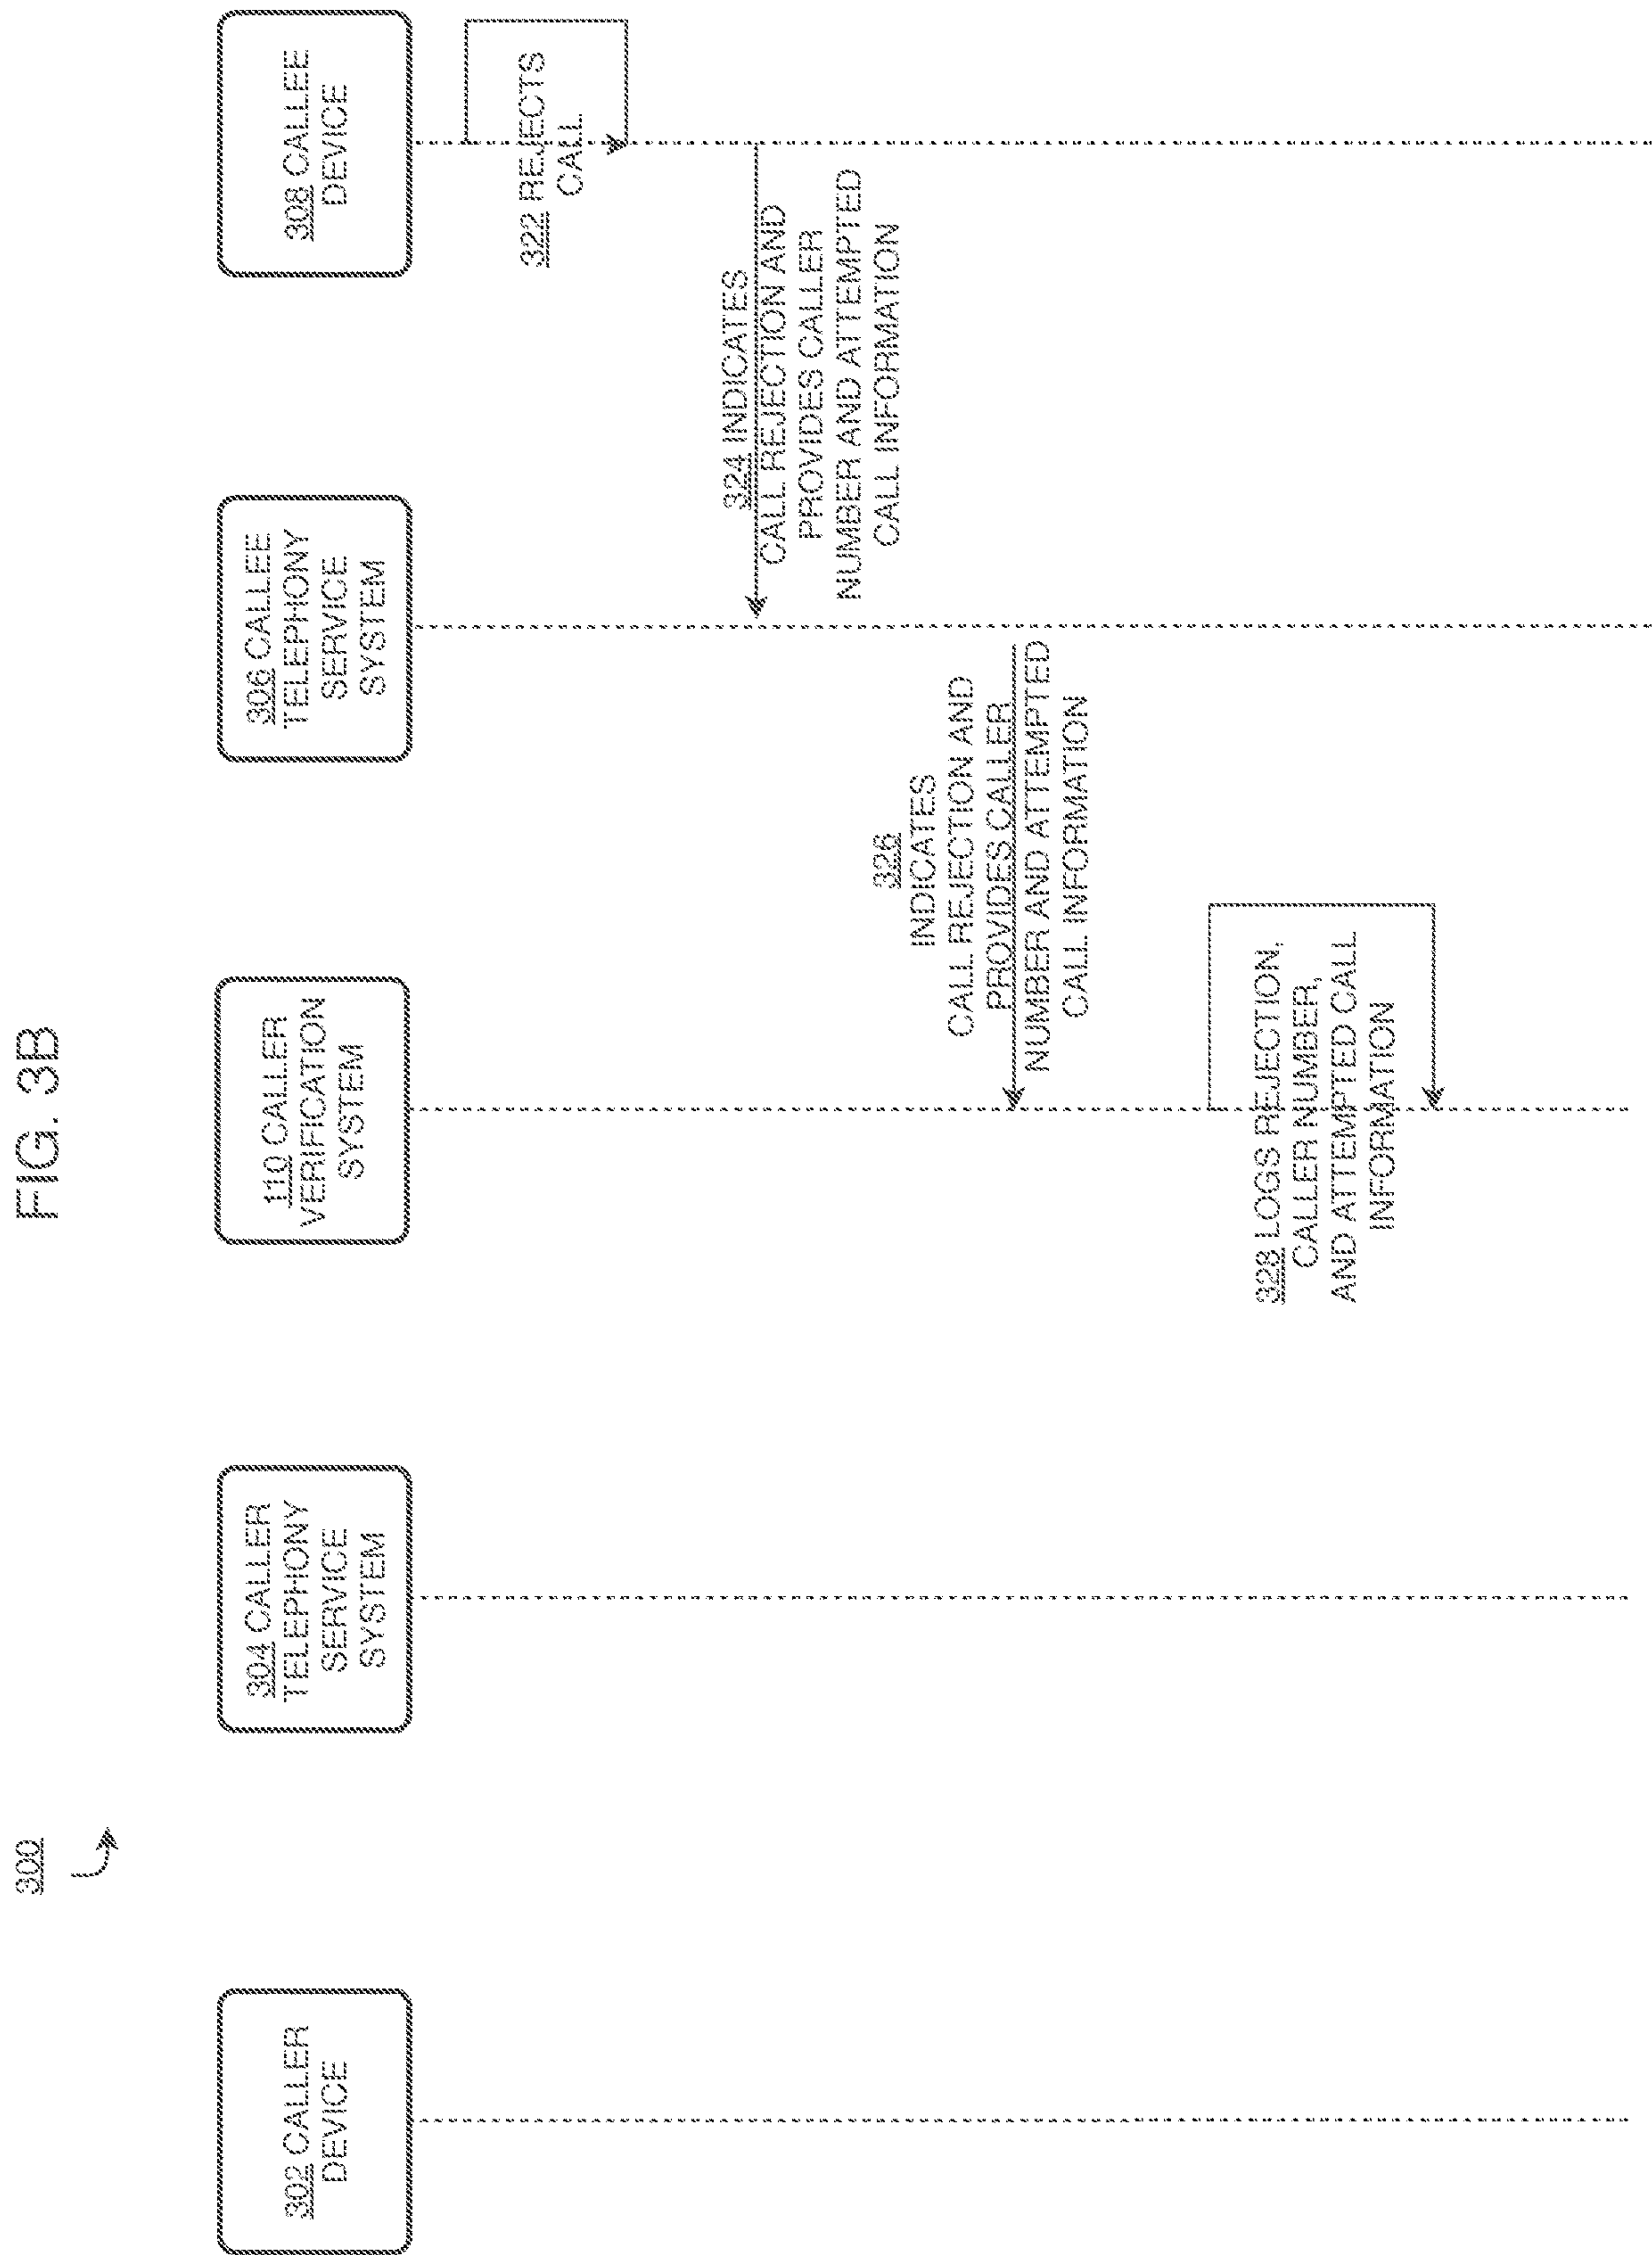 FIG. 3B
300
302 CALLER
DEVICE
304 CALLER
TELEPHONY
SERVICE
SYSTEM
110 CALLER
VERIFICATION
SYSTEM
306 CALLEE
TELEPHONY
SERVICE
SYSTEM
308 CALLEE
DEVICE
322 REJECTS
CALL
324 INDICATES
CALL REJECTION AND
PROVIDES CALLER
NUMBER AND ATTEMPTED
CALL INFORMATION
326
INDICATES
CALL REJECTION AND
PROVIDES CALLER
NUMBER AND ATTEMPTED
CALL INFORMATION
328 LOGS REJECTION,
CALLER NUMBER,
AND ATTEMPTED CALL
INFORMATION